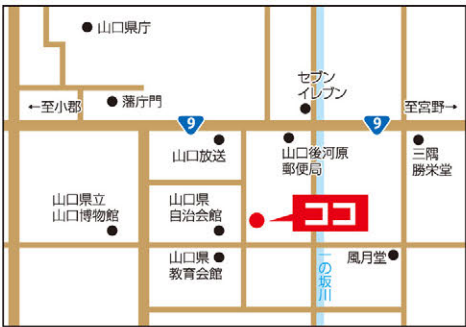 山口県庁
セブン
イレブン
←至小郡
藩庁門
至宮野→
9
9
山口放送
山口後河原
郵便局
三隅
勝栄堂
山口県立
山口博物館
山口県
自治会館
ココ
山口県
教育会館
一の坂川
風月堂